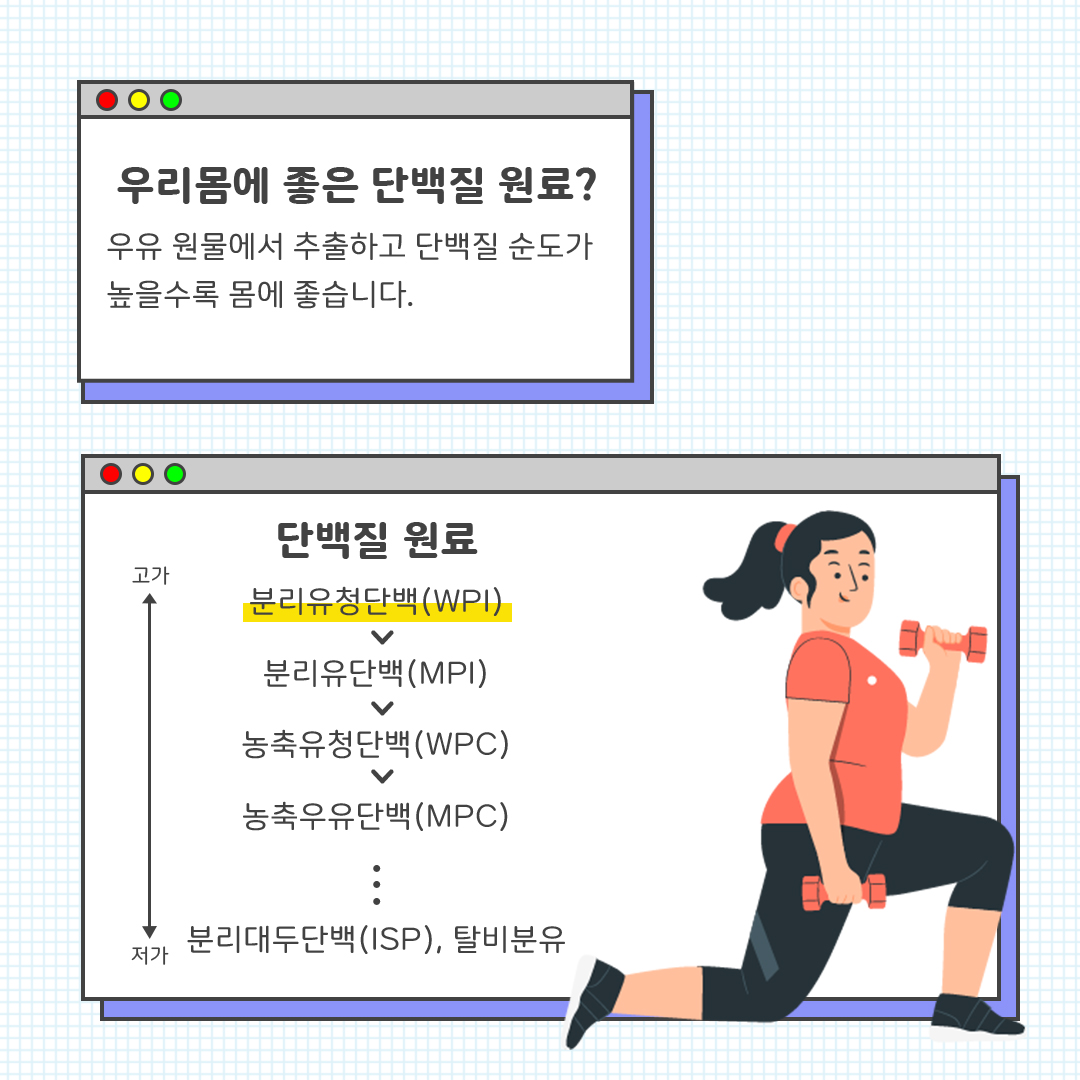 우리몸에 좋은 단백질 원료?
우유 원물에서 추출하고 단백질 순도가
높을수록 몸에 좋습니다.
단백질 원료
고가
분리유청단백(WPI)
분리유단백(MPI)
농축유청단백(WPC)
농축우유단백(MPC)
분리대두단백(ISP), 탈비분유
저가